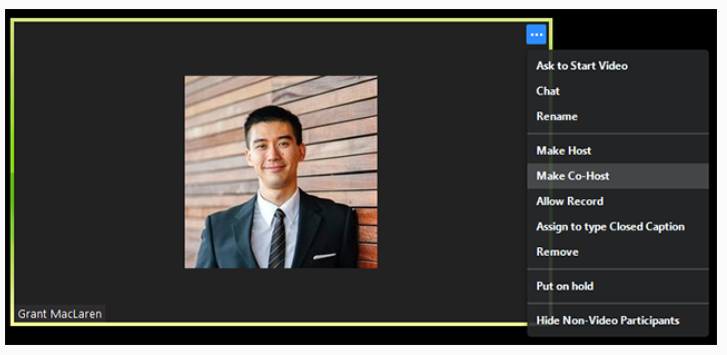 Ask to Start Video
Chat
Rename
Make Host
Make Co-Host
Allow Record
Assign to type Closed Caption
Remove
Put on hold
Hide Non-Video Participants
Grant MacLaren